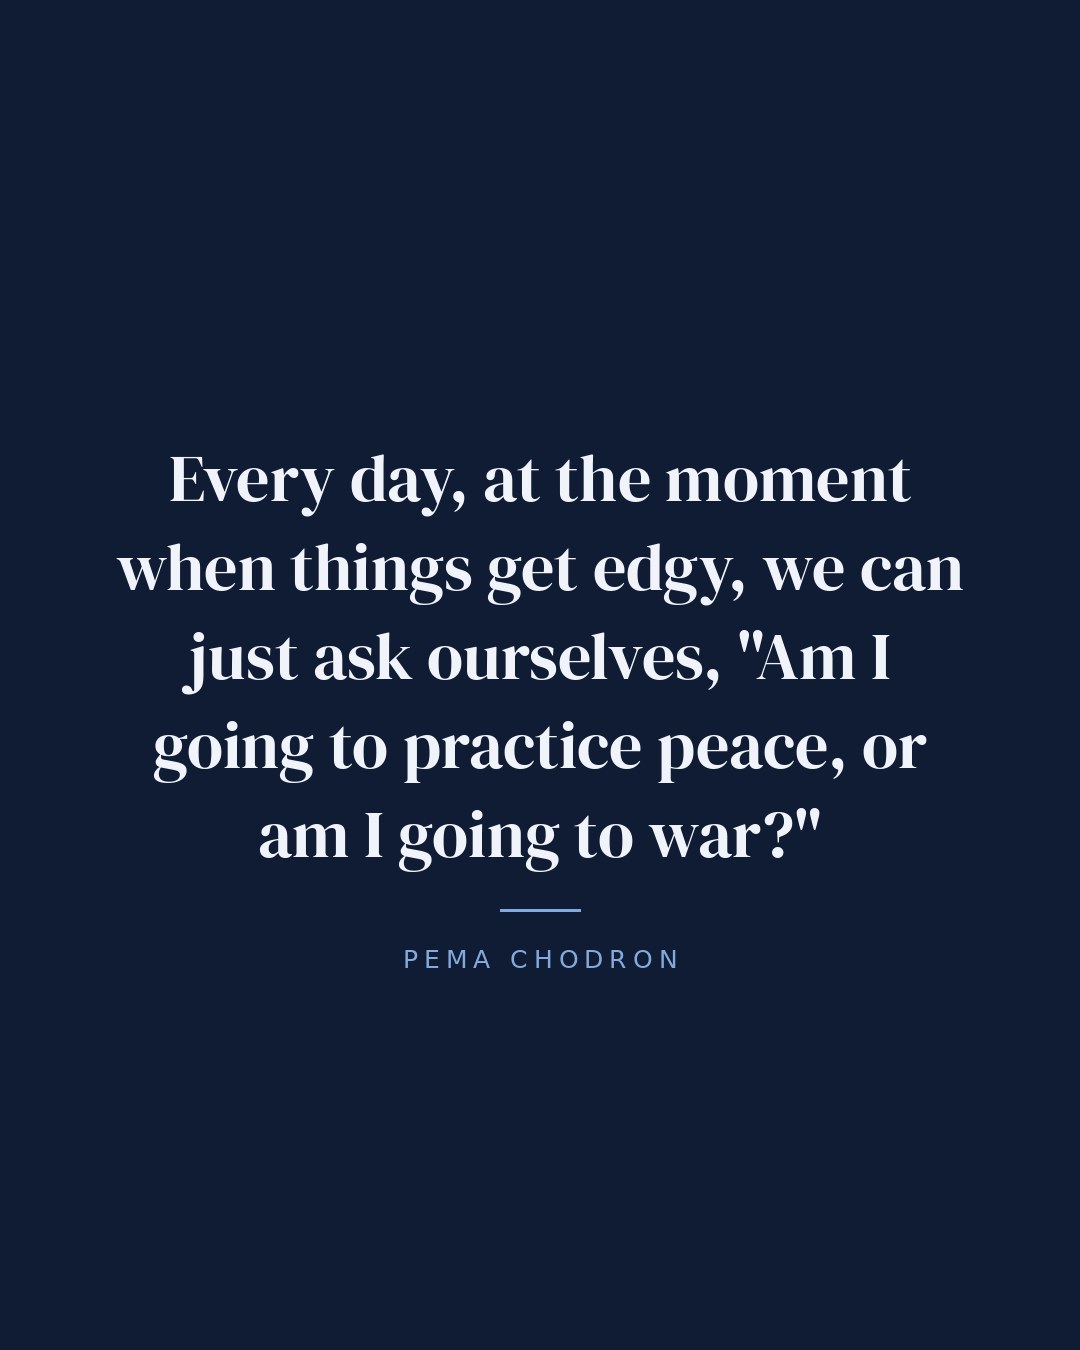 Every day, at the moment
when things get edgy, we can
just ask ourselves, "Am I
going to practice peace, or
am I going to war?"
PEMA CHODRON